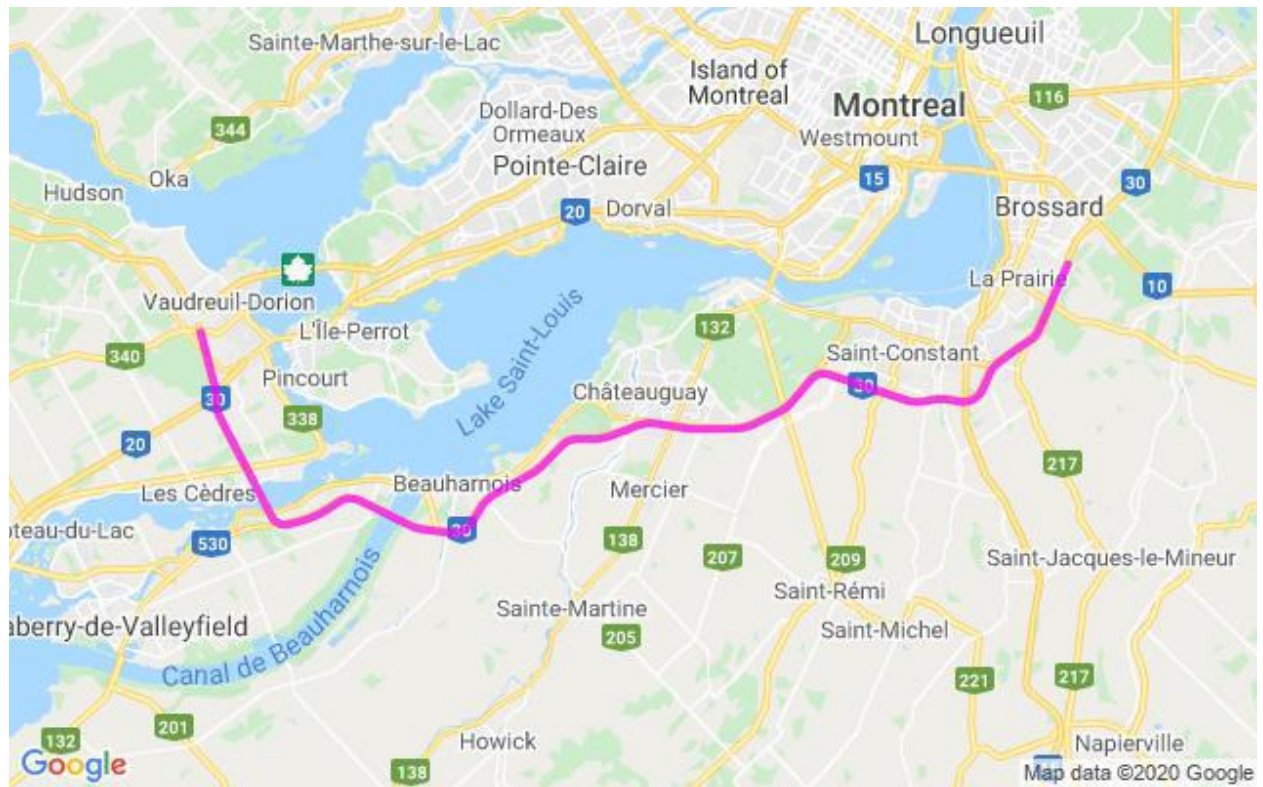 Sainte-Marthe-sur-le-Lac
Longueuil
Island of
Montreal
116
Montreal
Dollard-Des
Ormeaux
344
Westmount
Pointe-Claire
15
30
Oka
Hudson
20
Dorval
Brossard
La Prairie
10
Vaudreuil-Dorion
L'Île-Perrot
132
340
Lake Saint-Louis
Saint-Constant
Pincourt
Châteauguay
30
30
338
20
217
Les Cèdres
Beauharnois
Mercier
oteau-du-Lac
530
30
138
207
209
Saint-Jacques-le-Mineur
Saint-Rémi
Sainte-Martine
aberry-de-Valleyfield
205
Saint-Michel
Canal de Beauharnois
221
217
201
132
Howick
Napierville
Google
138
Map data ©2020 Google